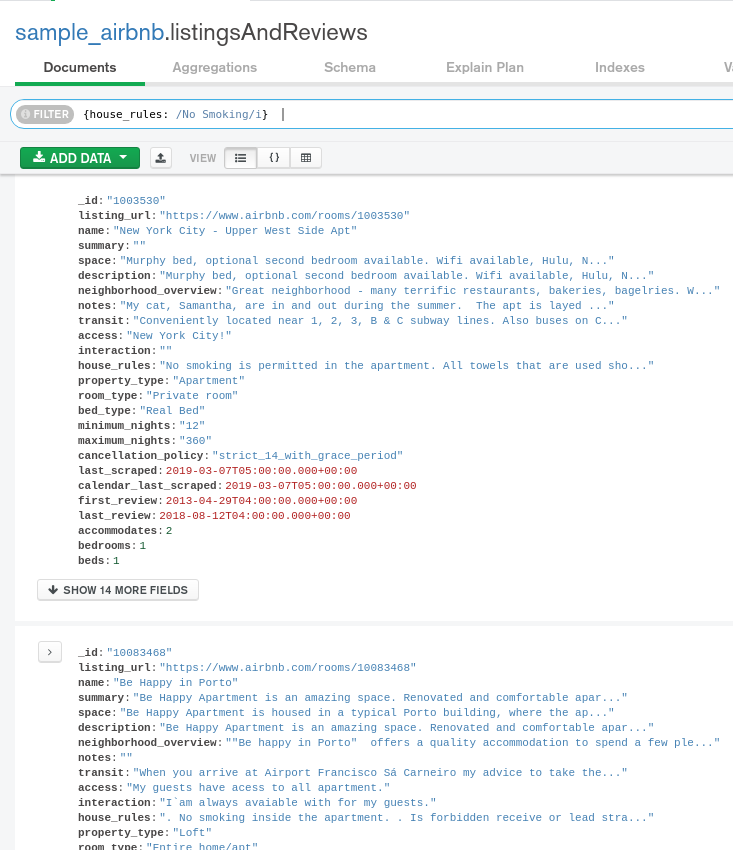 sample_airbnb.listingsAndReviews
Documents Aggregations Schema Explain Plan Indexes V
FILTER {house_rules: /No Smoking/i}
ADD DATA VIEW {}
_id: "1003530"
listing_url: "https://www.airbnb.com/rooms/1003530"
name: "New York City - Upper West Side Apt"
summary: ""
space: "Murphy bed, optional second bedroom available. Wifi available, Hulu, N..."
description: "Murphy bed, optional second bedroom available. Wifi available, Hulu, N..."
neighborhood_overview: "Great neighborhood - many terrific restaurants, bakeries, bagelries. W..."
notes: "My cat, Samantha, are in and out during the summer.  The apt is layed ..."
transit: "Conveniently located near 1, 2, 3, B & C subway lines. Also buses on C..."
access: "New York City!"
interaction: ""
house_rules: "No smoking is permitted in the apartment. All towels that are used sho..."
property_type: "Apartment"
room_type: "Private room"
bed_type: "Real Bed"
minimum_nights: "12"
maximum_nights: "360"
cancellation_policy: "strict_14_with_grace_period"
last_scraped: 2019-03-07T05:00:00.000+00:00
calendar_last_scraped: 2019-03-07T05:00:00.000+00:00
first_review: 2013-04-29T04:00:00.000+00:00
last_review: 2018-08-12T04:00:00.000+00:00
accommodates: 2
bedrooms: 1
beds: 1
SHOW 14 MORE FIELDS
_id: "10083468"
listing_url: "https://www.airbnb.com/rooms/10083468"
name: "Be Happy in Porto"
summary: "Be Happy Apartment is an amazing space. Renovated and comfortable apar..."
space: "Be Happy Apartment is housed in a typical Porto building, where the ap..."
description: "Be Happy Apartment is an amazing space. Renovated and comfortable apar..."
neighborhood_overview: ""Be happy in Porto"  offers a quality accommodation to spend a few ple..."
notes: ""
transit: "When you arrive at Airport Francisco Sá Carneiro my advice to take the..."
access: "My guests have acess to all apartment."
interaction: "I`am always avaiable with for my guests."
house_rules: ". No smoking inside the apartment. . Is forbidden receive or lead stra..."
property_type: "Loft"
room_type: "Entire home/apt"